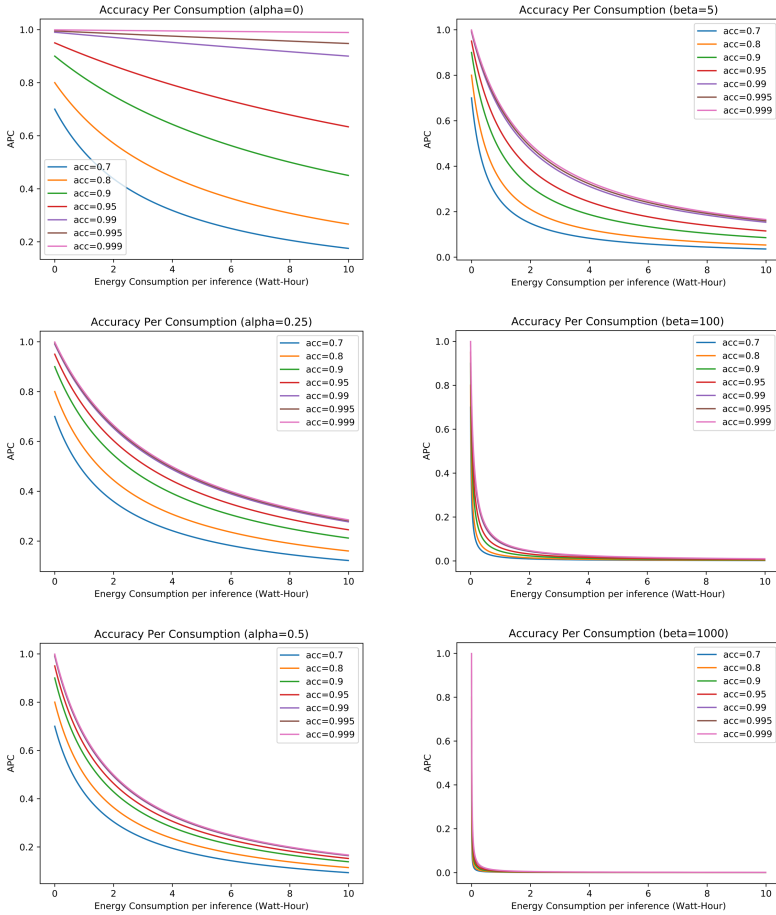 Accuracy Per Consumption (alpha=0)
1.0
0.8
0.6
0.4
0.2
APC
acc=0.7
acc=0.8
acc=0.9
acc=0.95
acc=0.99
acc=0.995
acc=0.999
0 2 4 6 8 10
Energy Consumption per inference (Watt-Hour)
Accuracy Per Consumption (beta=5)
1.0
0.8
0.6
0.4
0.2
0.0
APC
acc=0.7
acc=0.8
acc=0.9
acc=0.95
acc=0.99
acc=0.995
acc=0.999
0 2 4 6 8 10
Energy Consumption per inference (Watt-Hour)
Accuracy Per Consumption (alpha=0.25)
1.0
0.8
0.6
0.4
0.2
APC
acc=0.7
acc=0.8
acc=0.9
acc=0.95
acc=0.99
acc=0.995
acc=0.999
0 2 4 6 8 10
Energy Consumption per inference (Watt-Hour)
Accuracy Per Consumption (beta=100)
1.0
0.8
0.6
0.4
0.2
0.0
APC
acc=0.7
acc=0.8
acc=0.9
acc=0.95
acc=0.99
acc=0.995
acc=0.999
0 2 4 6 8 10
Energy Consumption per inference (Watt-Hour)
Accuracy Per Consumption (alpha=0.5)
1.0
0.8
0.6
0.4
0.2
APC
acc=0.7
acc=0.8
acc=0.9
acc=0.95
acc=0.99
acc=0.995
acc=0.999
0 2 4 6 8 10
Energy Consumption per inference (Watt-Hour)
Accuracy Per Consumption (beta=1000)
1.0
0.8
0.6
0.4
0.2
0.0
APC
acc=0.7
acc=0.8
acc=0.9
acc=0.95
acc=0.99
acc=0.995
acc=0.999
0 2 4 6 8 10
Energy Consumption per inference (Watt-Hour)